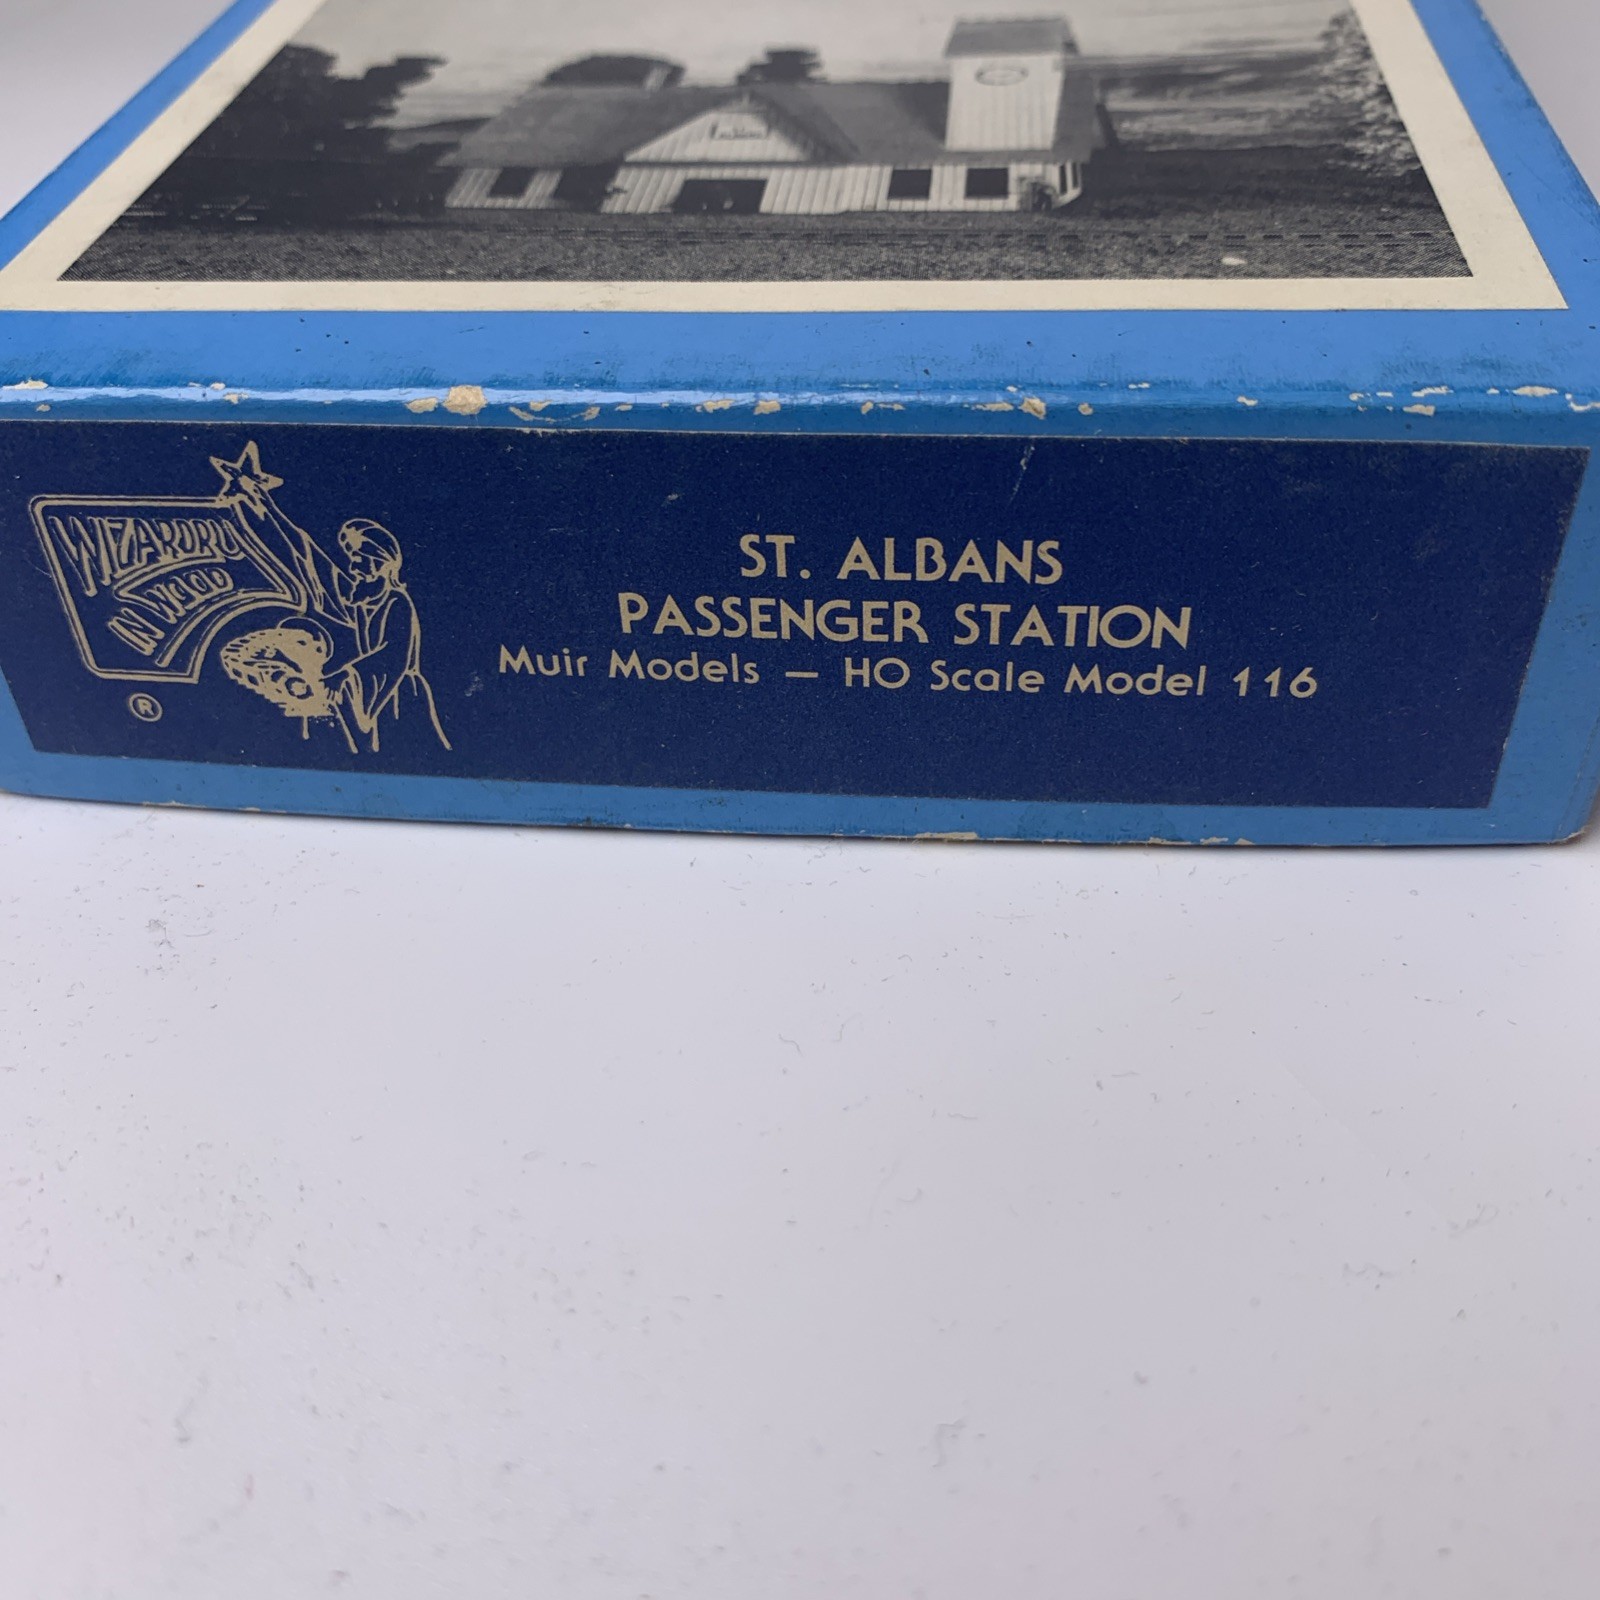 WIZARDRY
IN WOOD
®
ST. ALBANS
PASSENGER STATION
Muir Models — HO Scale Model 116